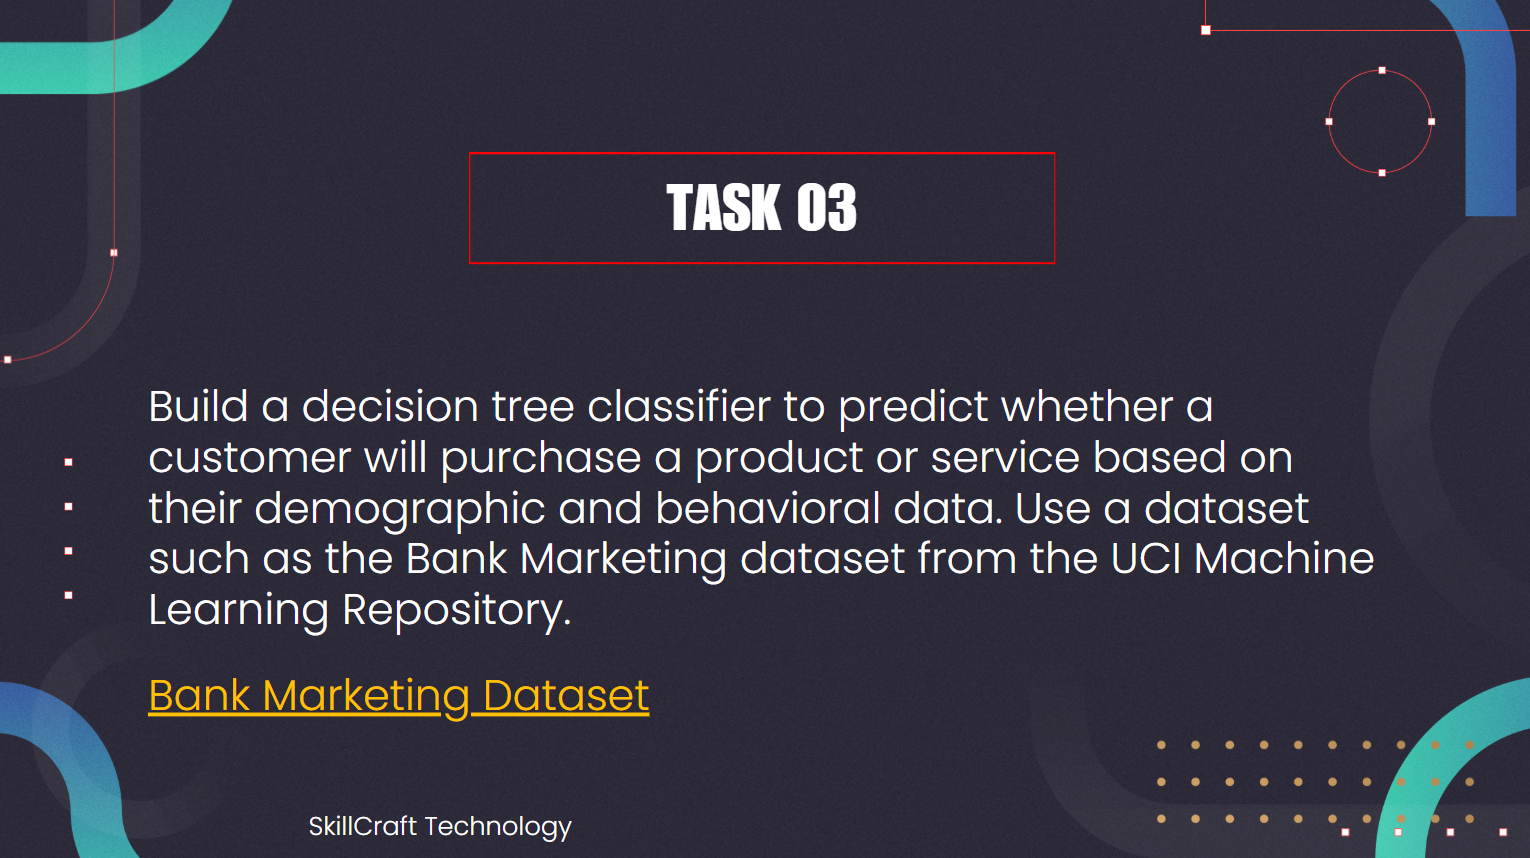 TASK 03
Build a decision tree classifier to predict whether a
customer will purchase a product or service based on
their demographic and behavioral data. Use a dataset
such as the Bank Marketing dataset from the UCI Machine
Learning Repository.
Bank Marketing Dataset
SkillCraft Technology